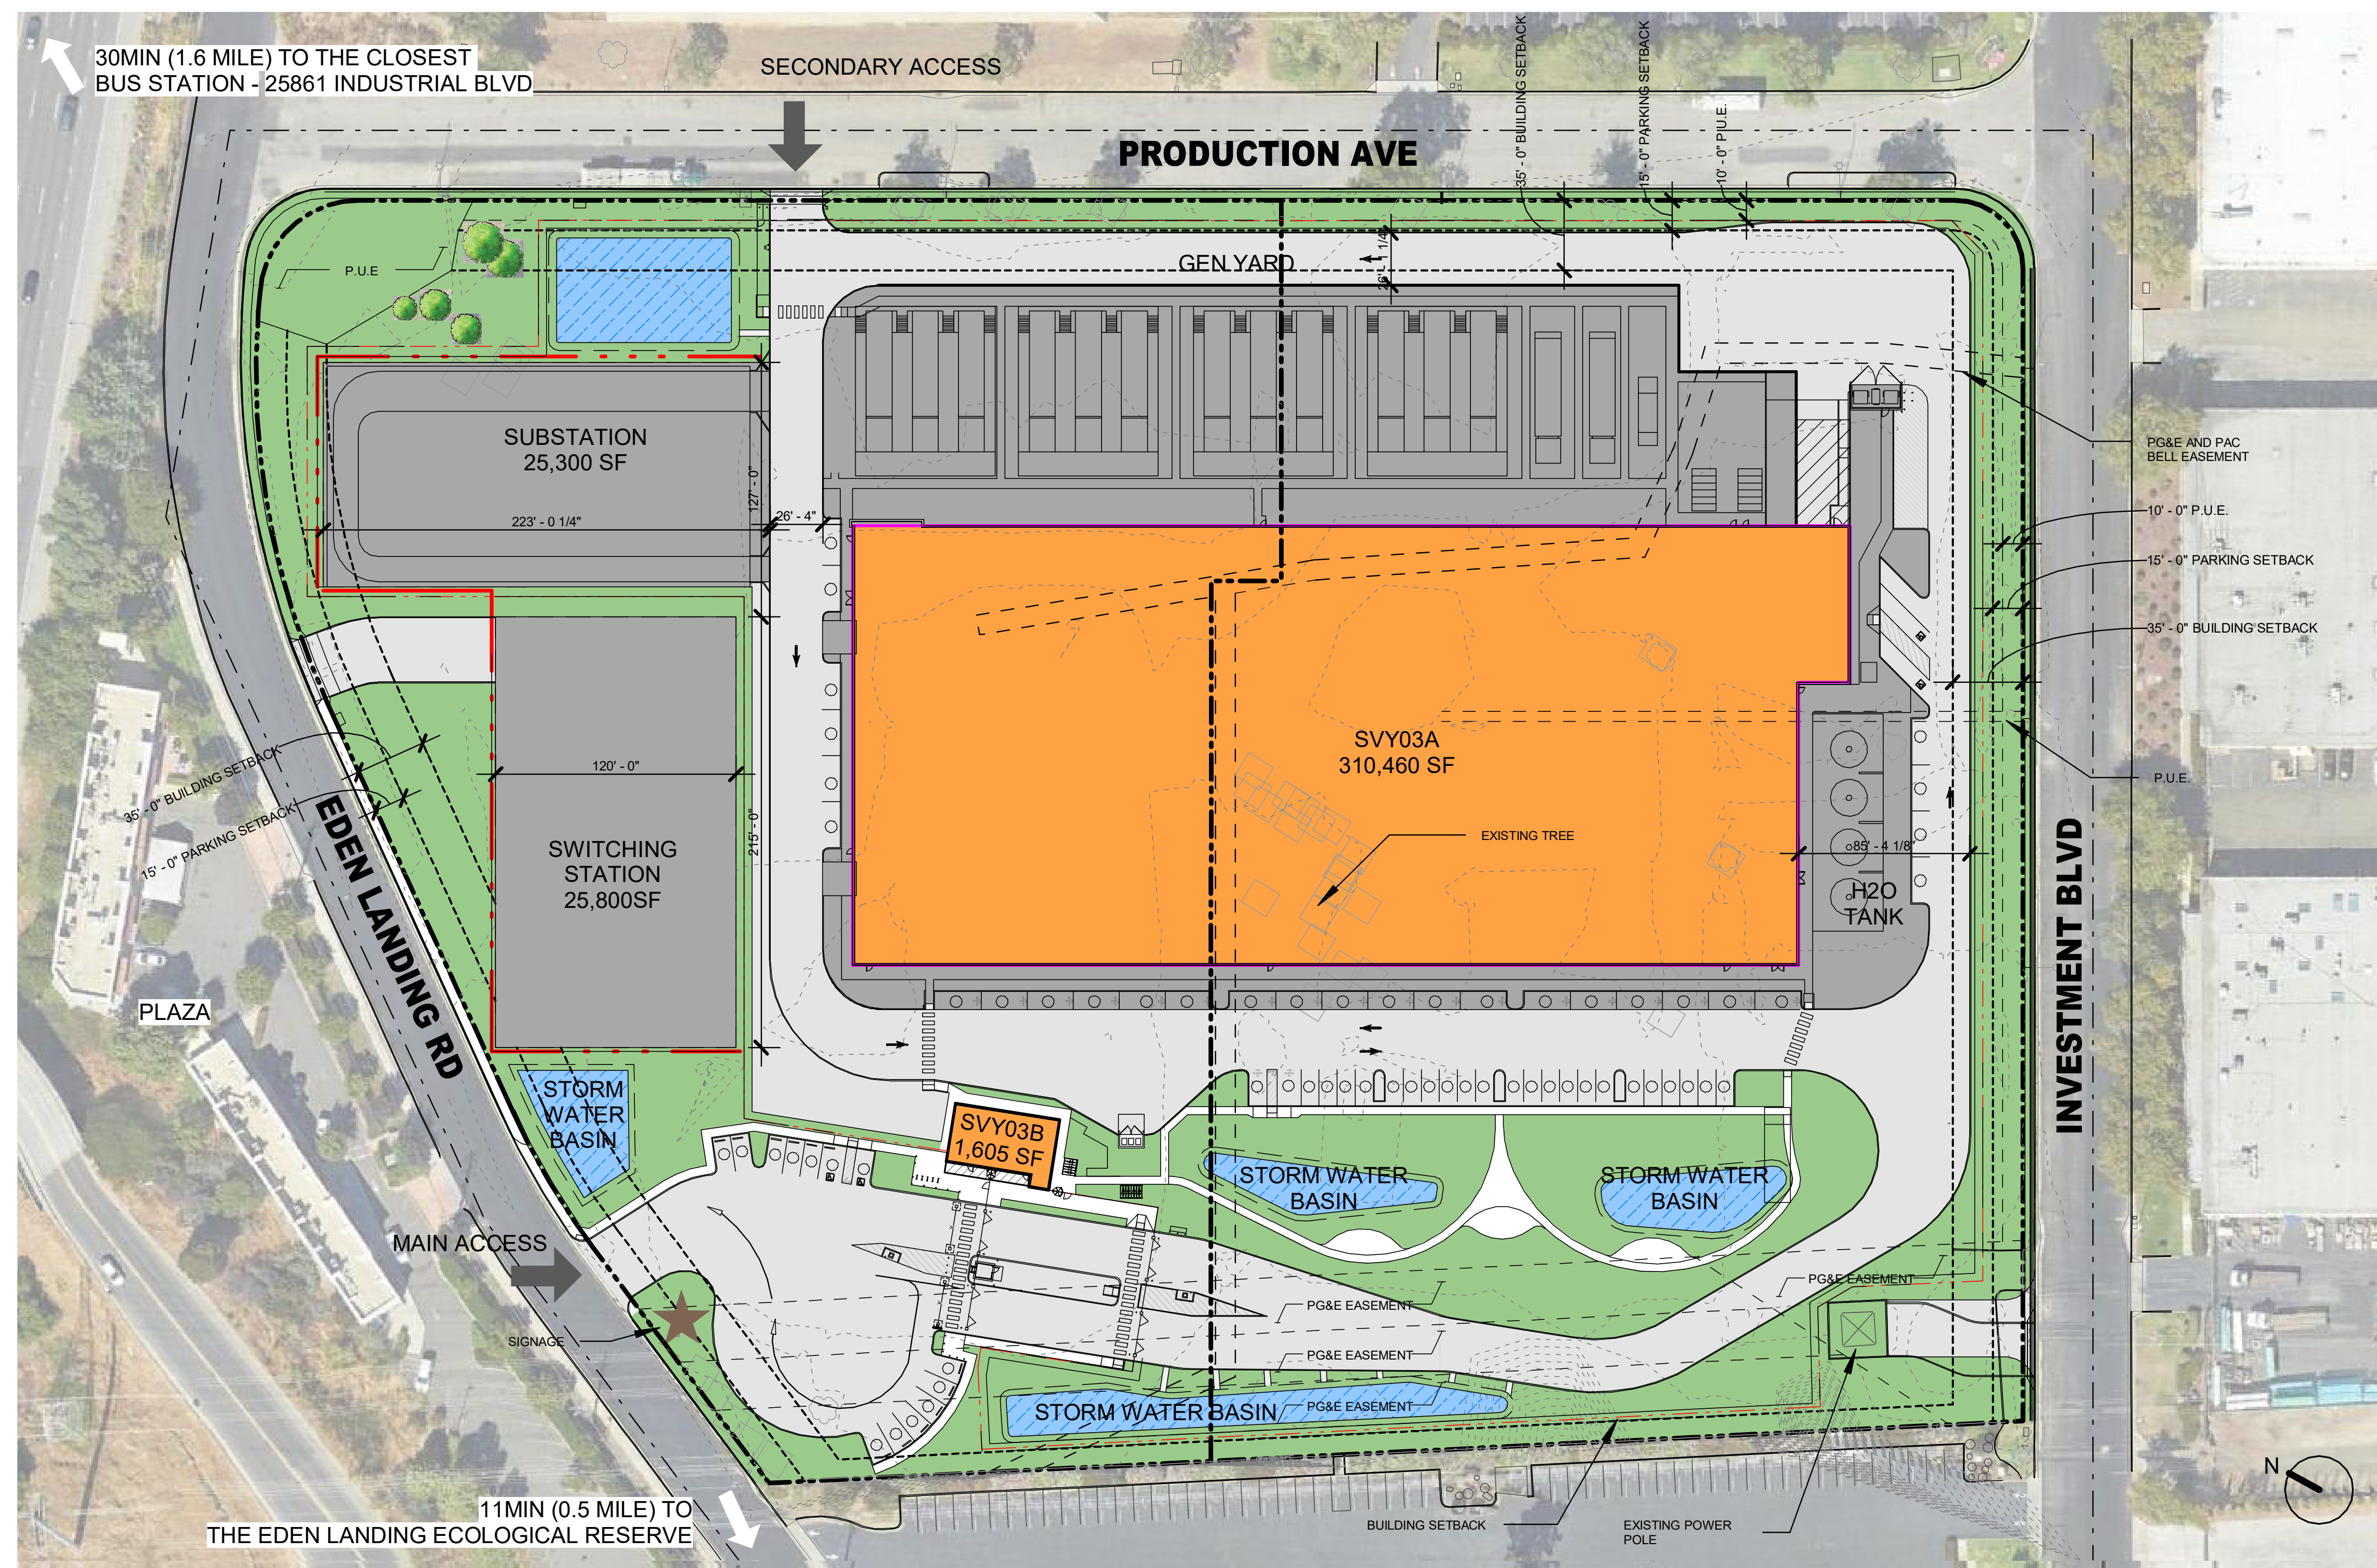 30MIN (1.6 MILE) TO THE CLOSEST
BUS STATION - 25861 INDUSTRIAL BLVD
SECONDARY ACCESS
PRODUCTION AVE
35' - 0" BUILDING SETBACK
15' - 0" PARKING SETBACK
10' - 0" P.U.E.
P.U.E
GEN YARD
26' - 1 1/4"
SUBSTATION
25,300 SF
223' - 0 1/4"
127' - 0"
26' - 4"
PG&E AND PAC
BELL EASEMENT
10' - 0" P.U.E.
15' - 0" PARKING SETBACK
35' - 0" BUILDING SETBACK
P.U.E.
SVY03A
310,460 SF
EXISTING TREE
120' - 0"
215' - 0"
SWITCHING
STATION
25,800SF
35' - 0" BUILDING SETBACK
15' - 0" PARKING SETBACK
EDEN LANDING RD
85' - 4 1/8"
H2O
TANK
INVESTMENT BLVD
PLAZA
STORM
WATER
BASIN
SVY03B
1,605 SF
STORM WATER
BASIN
STORM WATER
BASIN
MAIN ACCESS
SIGNAGE
PG&E EASEMENT
PG&E EASEMENT
PG&E EASEMENT
STORM WATER BASIN
PG&E EASEMENT
11MIN (0.5 MILE) TO
THE EDEN LANDING ECOLOGICAL RESERVE
BUILDING SETBACK
EXISTING POWER
POLE
N